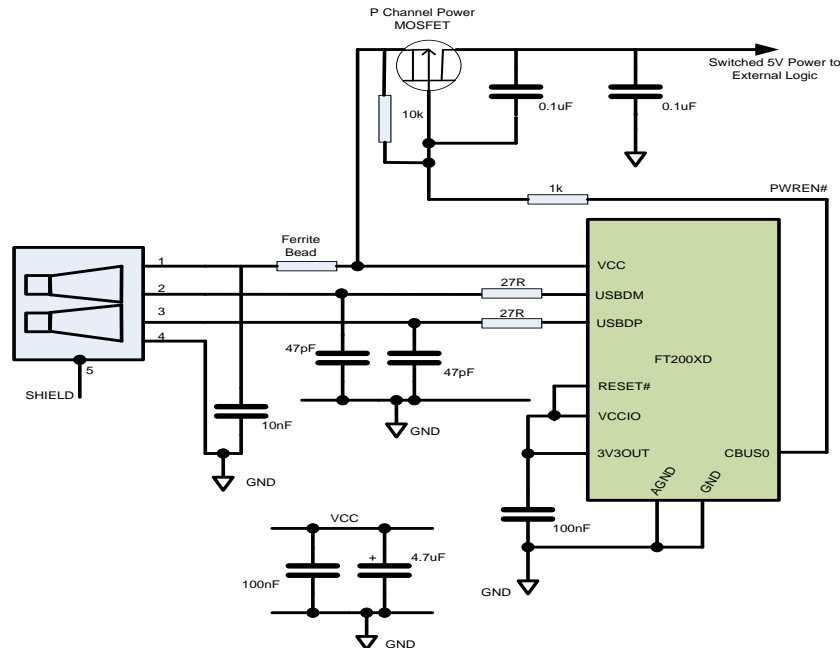 P Channel Power
MOSFET
Switched 5V Power to
External Logic
0.1uF
0.1uF
10k
1k
PWREN#
Ferrite
Bead
1
VCC
27R
2
USBDM
27R
3
USBDP
4
47pF
47pF
FT200XD
5
SHIELD
RESET#
10nF
VCCIO
GND
3V3OUT
CBUS0
GND
AGND
GND
VCC
100nF
+
4.7uF
100nF
GND
GND